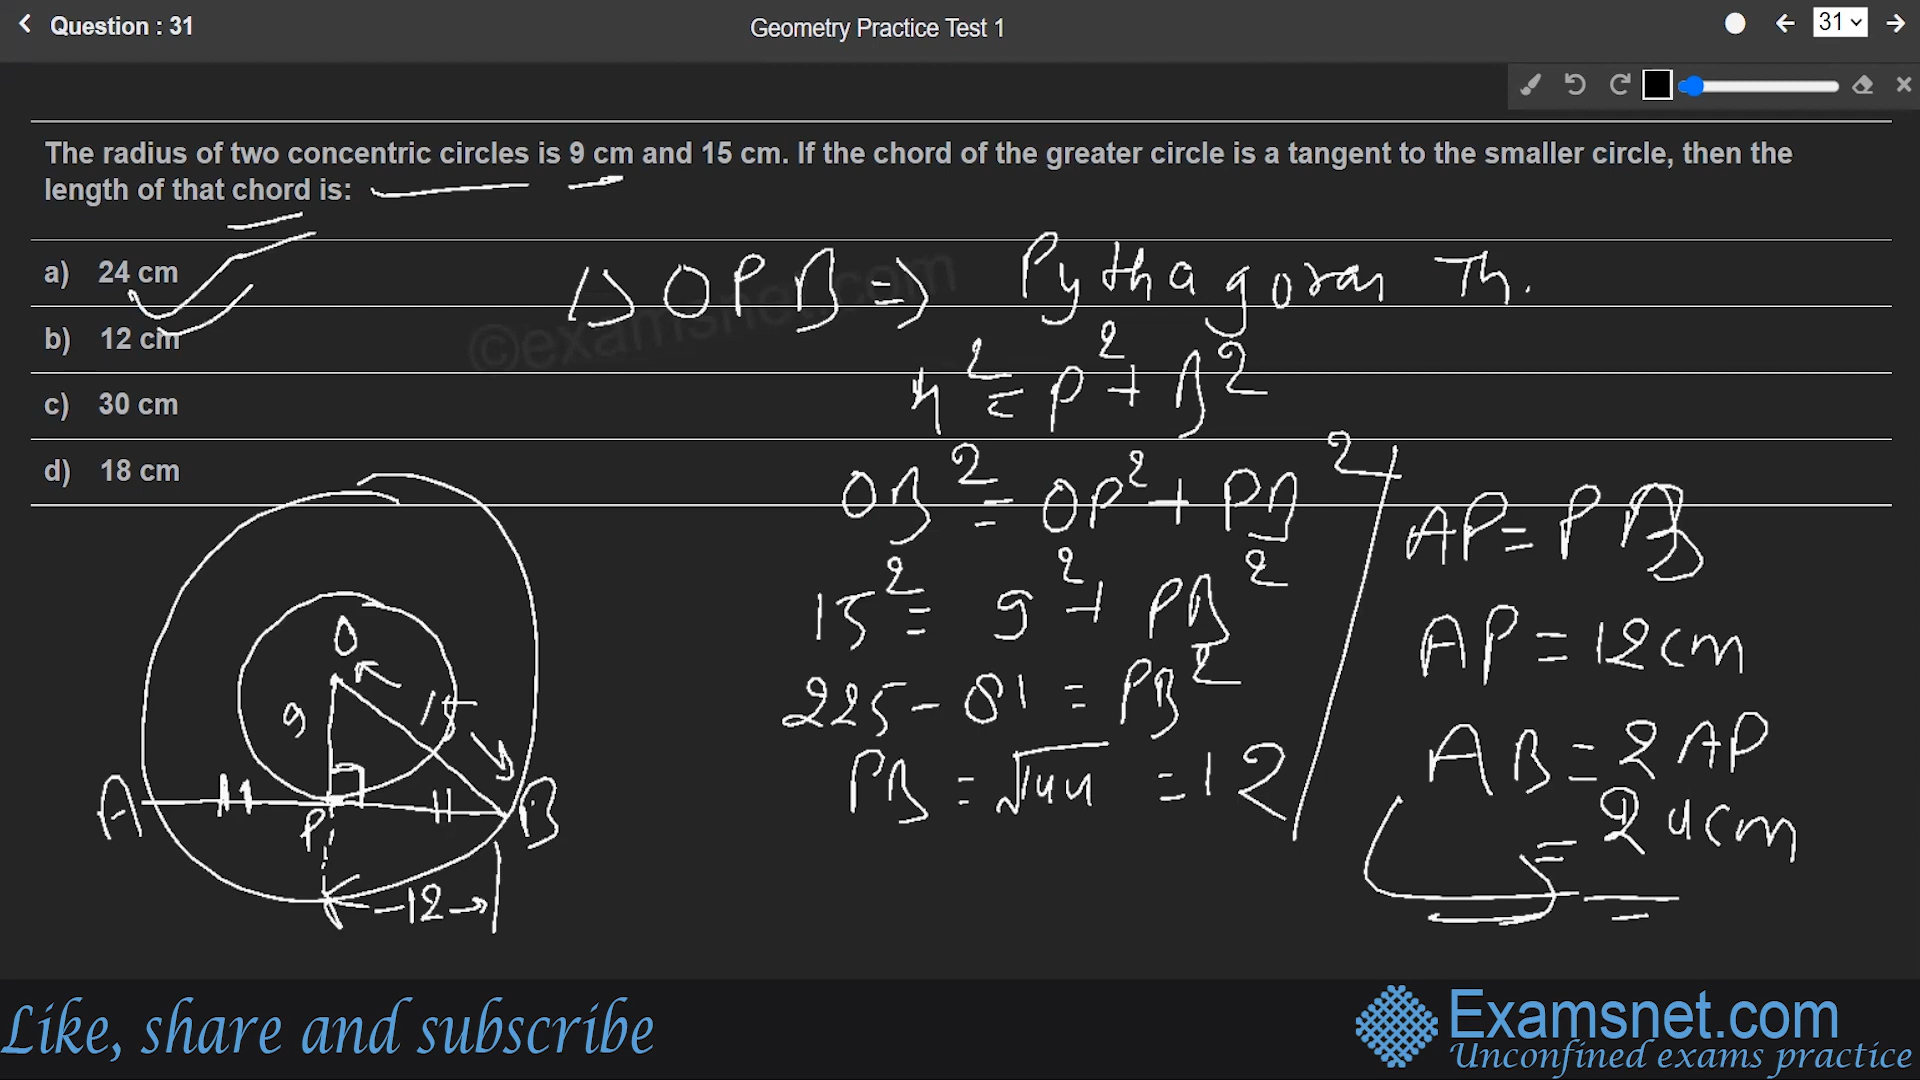 Question : 31
Geometry Practice Test 1
31
The radius of two concentric circles is 9 cm and 15 cm. If the chord of the greater circle is a tangent to the smaller circle, then the
length of that chord is:
a) 24 cm
b) 12 cm
c) 30 cm
d) 18 cm
©examsnet.com
△ OPB => Pythagoras Th.
h² = P² + B²
OB² = OP² + PB²
15² = 9² + PB²
225 - 81 = PB²
PB = √144 = 12
AP = PB
AP = 12cm
AB = 2AP
= 24cm
O
9
15
A
P
B
12
Like, share and subscribe
Examsnet.com
Unconfined exams practice